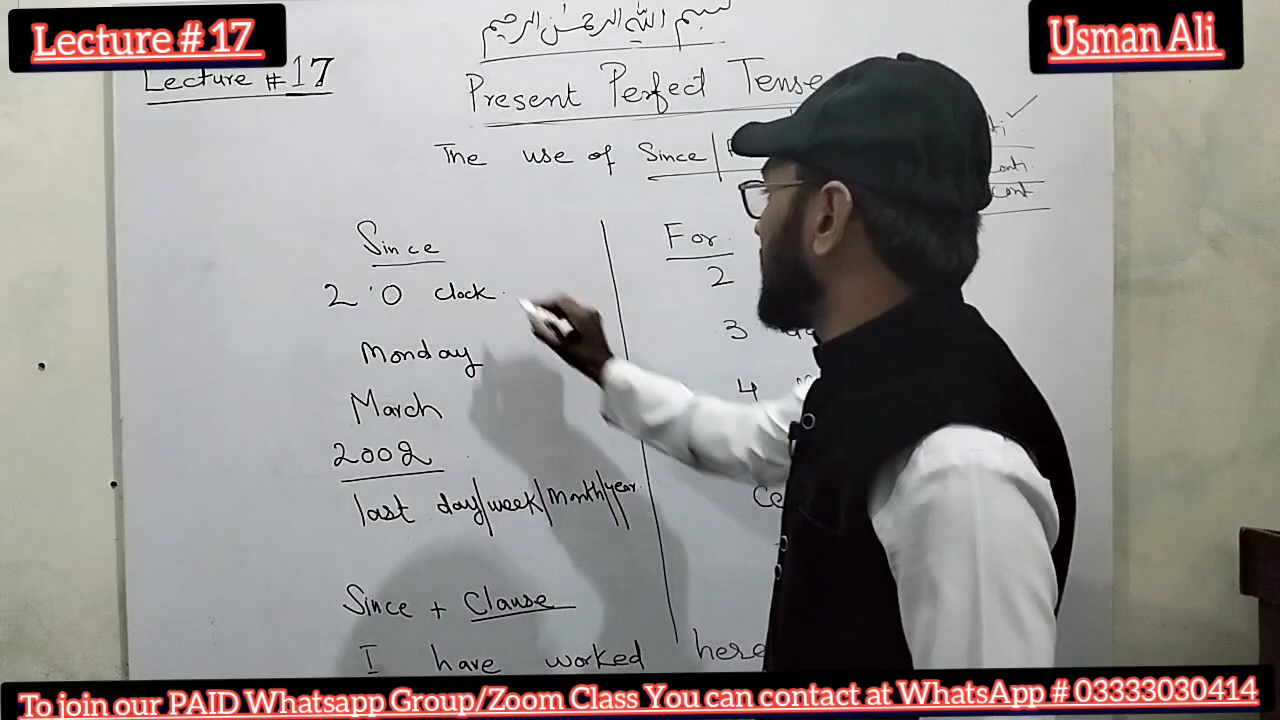 Lecture # 17
Usman Ali
بسم اللہ الرحمٰن الرحیم
Lecture # 17
Present Perfect Tense
The use of Since |
conti.
cont
Since
2 'O clock.
Monday
March
2002
last day/week/month/year.
Since + Clause
I have worked here
For
2
3
4
To join our PAID Whatsapp Group/Zoom Class You can contact at WhatsApp # 03333030414